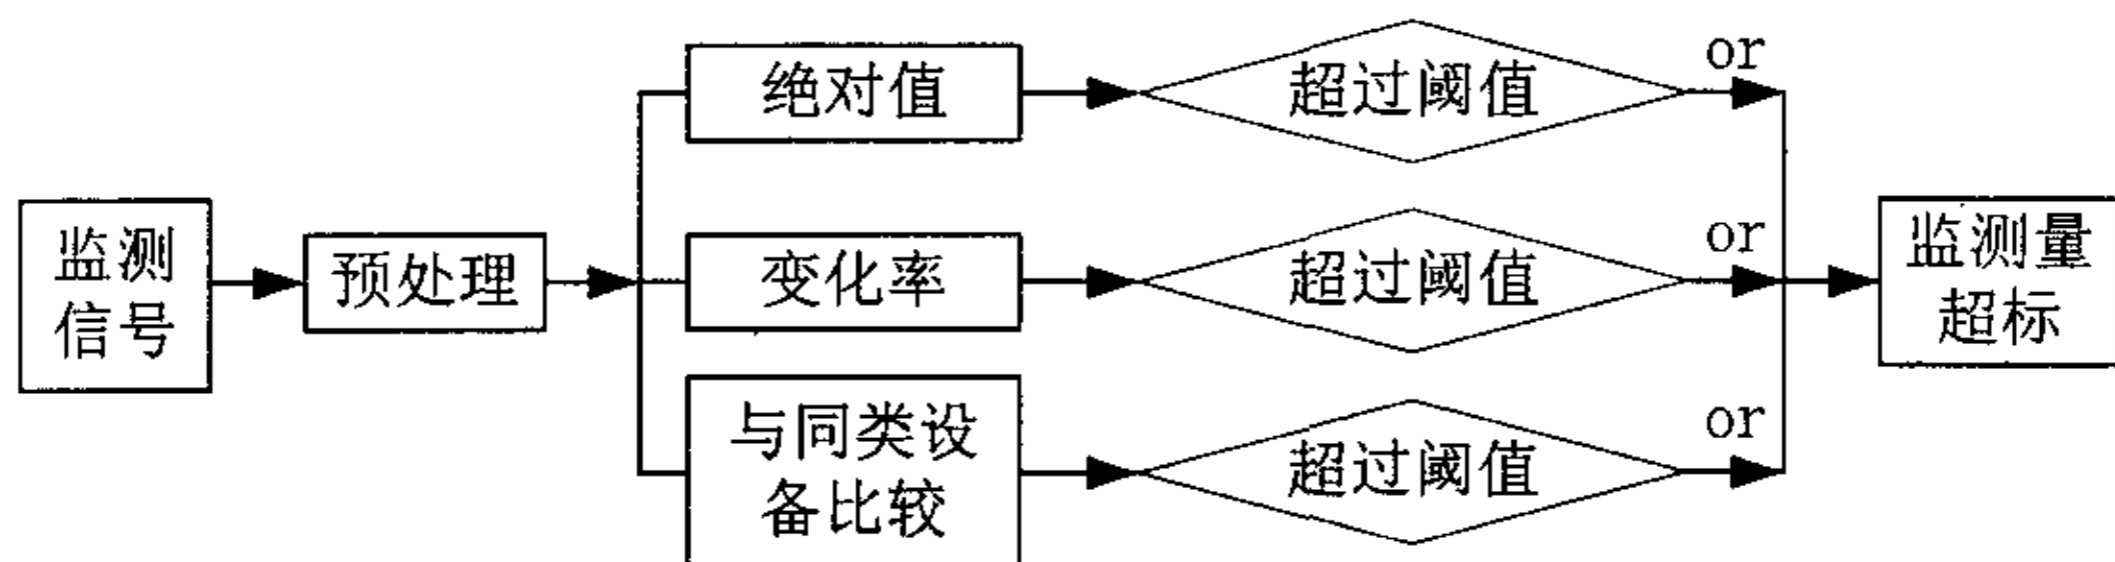 监测
信号
预处理
绝对值
超过阈值
or
变化率
超过阈值
or
与同类设
备比较
超过阈值
or
监测量
超标